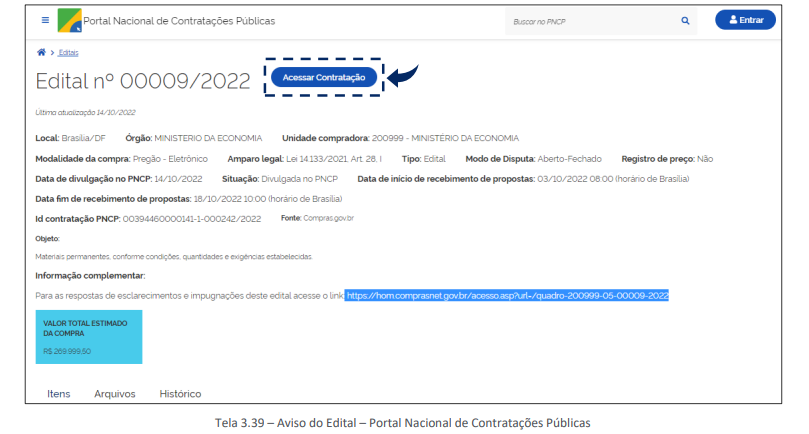 Portal Nacional de Contratações Públicas
Buscar no PNCP
Entrar
> Editais
Edital nº 00009/2022
Acessar Contratação
Última atualização 14/10/2022
Local: Brasília/DF Órgão: MINISTERIO DA ECONOMIA Unidade compradora: 200999 - MINISTÉRIO DA ECONOMIA
Modalidade da compra: Pregão - Eletrônico Amparo legal: Lei 14.133/2021, Art. 28, I Tipo: Edital Modo de Disputa: Aberto-Fechado Registro de preço: Não
Data de divulgação no PNCP: 14/10/2022 Situação: Divulgada no PNCP Data de início de recebimento de propostas: 03/10/2022 08:00 (horário de Brasília)
Data fim de recebimento de propostas: 18/10/2022 10:00 (horário de Brasília)
Id contratação PNCP: 00394460000141-1-000242/2022 Fonte: Compras.gov.br
Objeto:
Materiais permanentes, conforme condições, quantidades e exigências estabelecidas.
Informação complementar:
Para as respostas de esclarecimentos e impugnações deste edital acesse o link: https://hom.comprasnet.gov.br/acesso.asp?url=/quadro-200999-05-00009-2022
VALOR TOTAL ESTIMADO
DA COMPRA
R$ 269.999,50
Itens Arquivos Histórico
Tela 3.39 – Aviso do Edital – Portal Nacional de Contratações Públicas